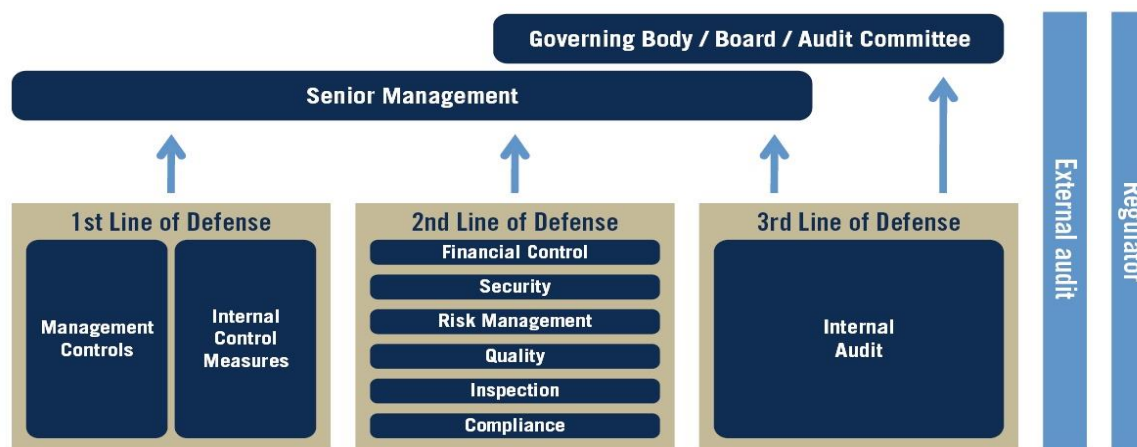 Governing Body / Board / Audit Committee
Senior Management
1st Line of Defense
Management
Controls
Internal
Control
Measures
2nd Line of Defense
Financial Control
Security
Risk Management
Quality
Inspection
Compliance
3rd Line of Defense
Internal
Audit
External audit
Regulator